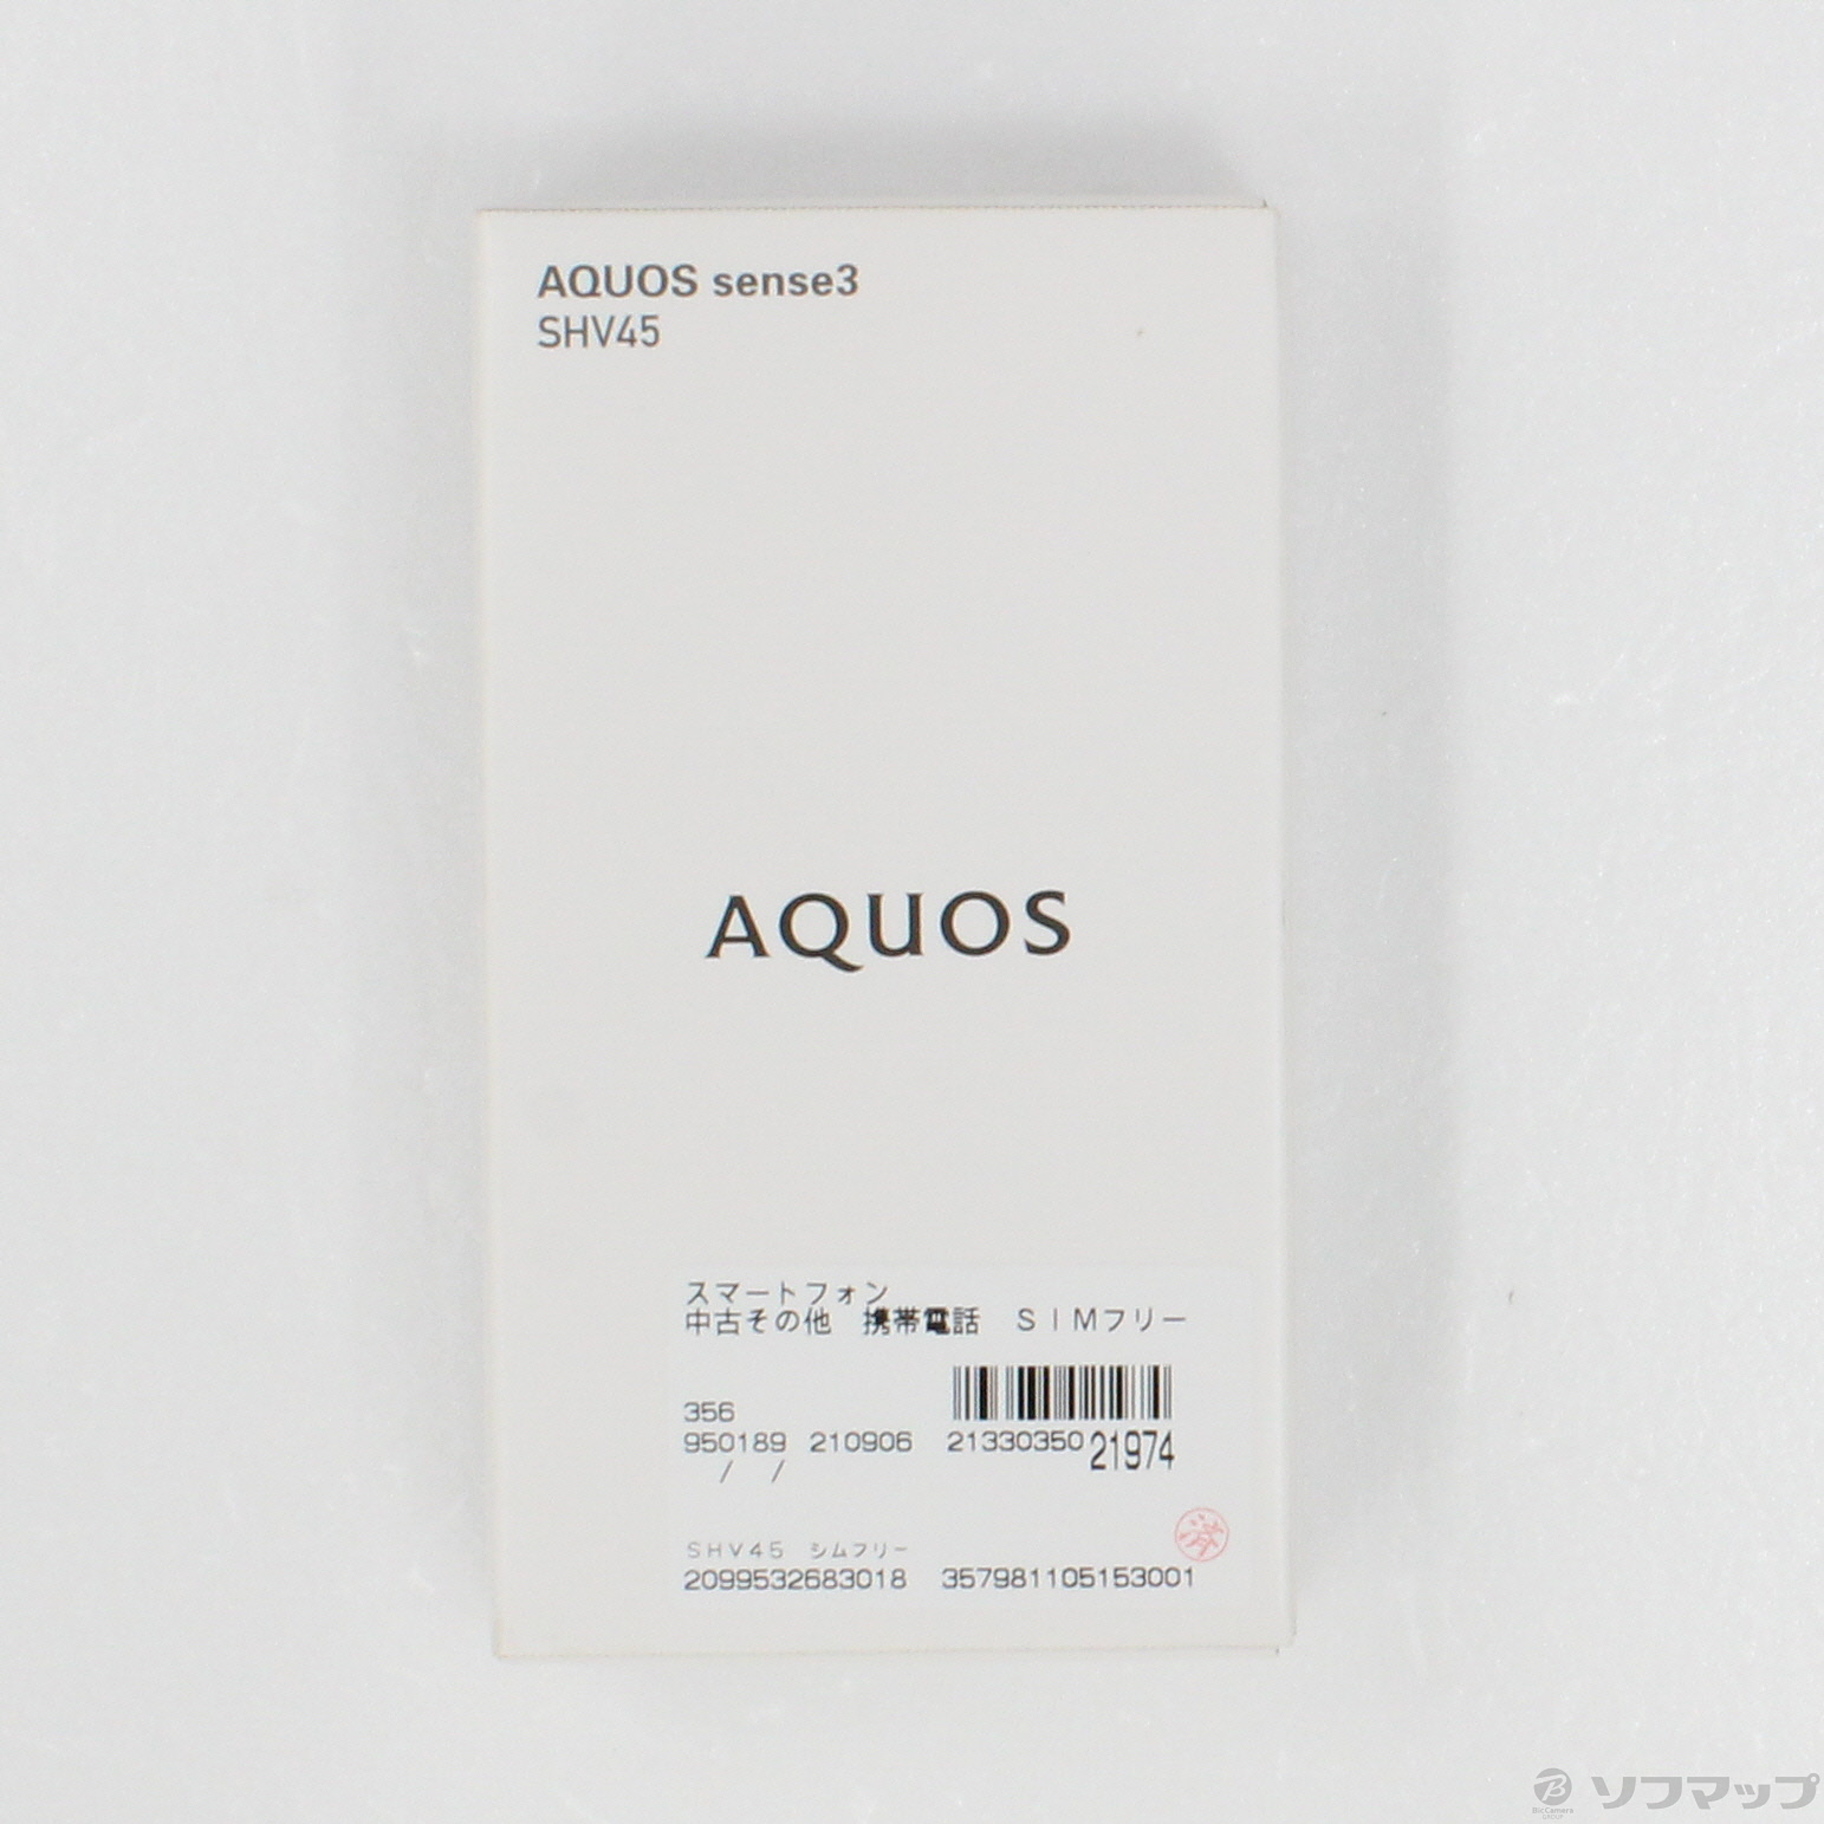 AQUOS sense3
SHV45
AQUOS
スマートフォン
中古その他　携帯電話　ＳＩＭフリー
356
950189 210906 21330350 21974
/ /
済
ＳＨＶ４５　シムフリー
2099532683018 357981105153001
B BicCamera GROUP ソフマップ